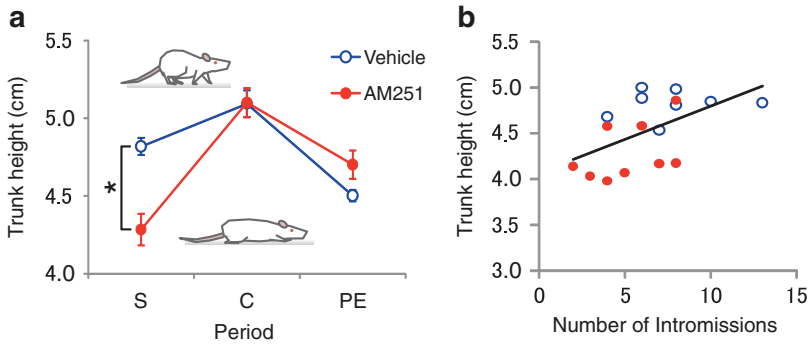 a
Trunk height (cm)
5.5
5.0
4.5
4.0
Vehicle
AM251
*
S C PE
Period
b
Trunk height (cm)
5.5
5.0
4.5
4.0
3.5
3.0
0 5 10 15
Number of Intromissions